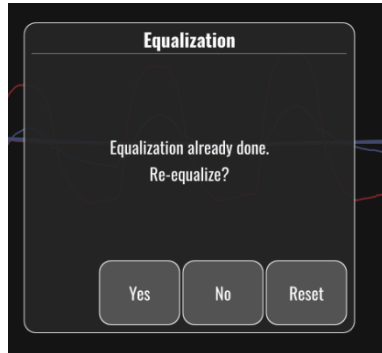 Equalization
Equalization already done.
Re-equalize?
Yes
No
Reset